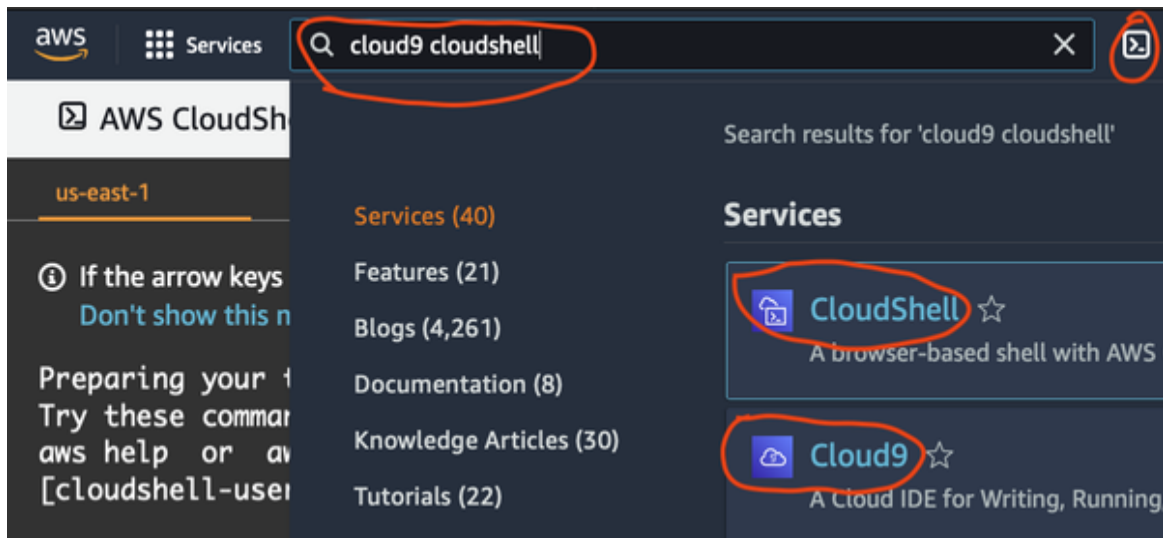 aws Services cloud9 cloudshell
AWS CloudSh
us-east-1
If the arrow keys
Don't show this
Preparing your
Try these
aws help or
[cloudshell-user
Search results for 'cloud9 cloudshell'
Services (40)
Features (21)
Blogs (4,261)
Documentation (8)
Knowledge Articles (30)
Tutorials (22)
Services
CloudShell
A browser-based shell with AWS
Cloud9
A Cloud IDE for Writing, Running,